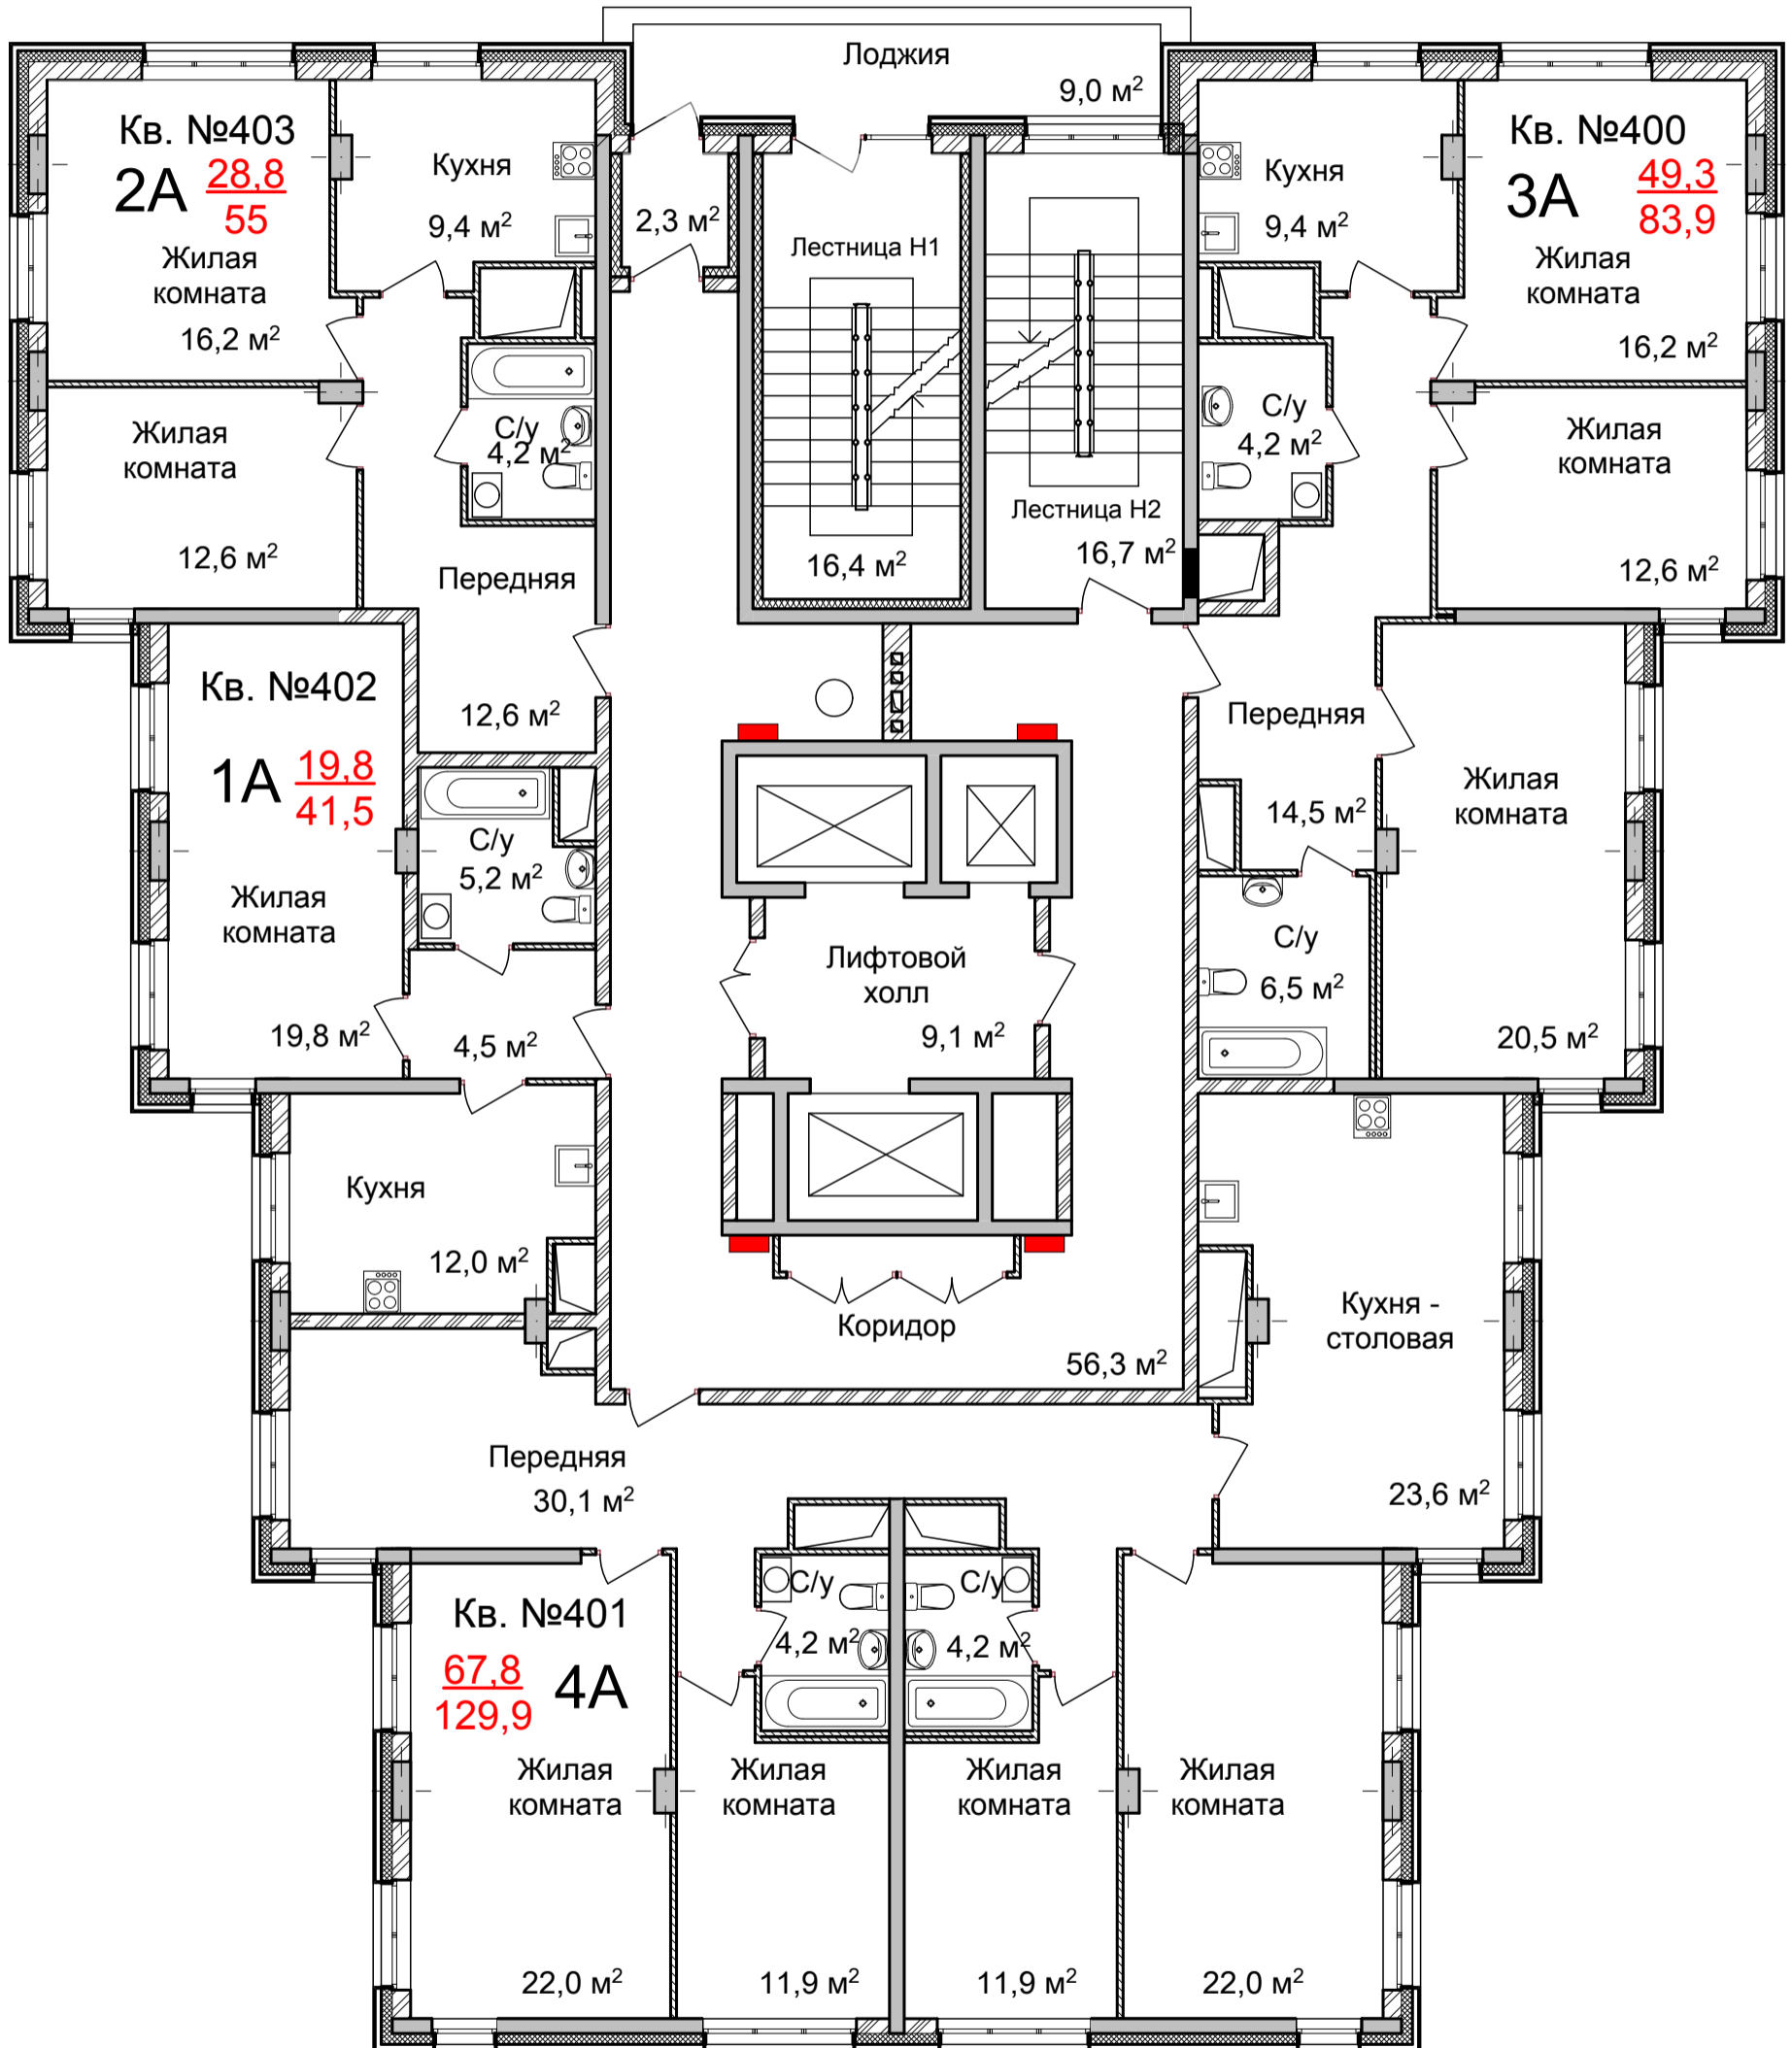 Лоджия
9,0 м²
Кв. №403
2А 28,8
55
Жилая
комната
16,2 м²
Кухня
9,4 м²
2,3 м²
Лестница Н1
16,4 м²
Лестница Н2
16,7 м²
Кухня
9,4 м²
Кв. №400
3А 49,3
83,9
Жилая
комната
16,2 м²
Жилая
комната
12,6 м²
С/у
4,2 м²
Передняя
12,6 м²
С/у
4,2 м²
Жилая
комната
12,6 м²
Кв. №402
1А 19,8
41,5
Жилая
комната
19,8 м²
С/у
5,2 м²
4,5 м²
Лифтовой
холл
9,1 м²
Передняя
14,5 м²
С/у
6,5 м²
Жилая
комната
20,5 м²
Кухня
12,0 м²
Коридор
56,3 м²
Кухня -
столовая
23,6 м²
Передняя
30,1 м²
Кв. №401
67,8 4А
129,9
Жилая
комната
22,0 м²
С/у
4,2 м²
Жилая
комната
11,9 м²
С/у
4,2 м²
Жилая
комната
11,9 м²
Жилая
комната
22,0 м²